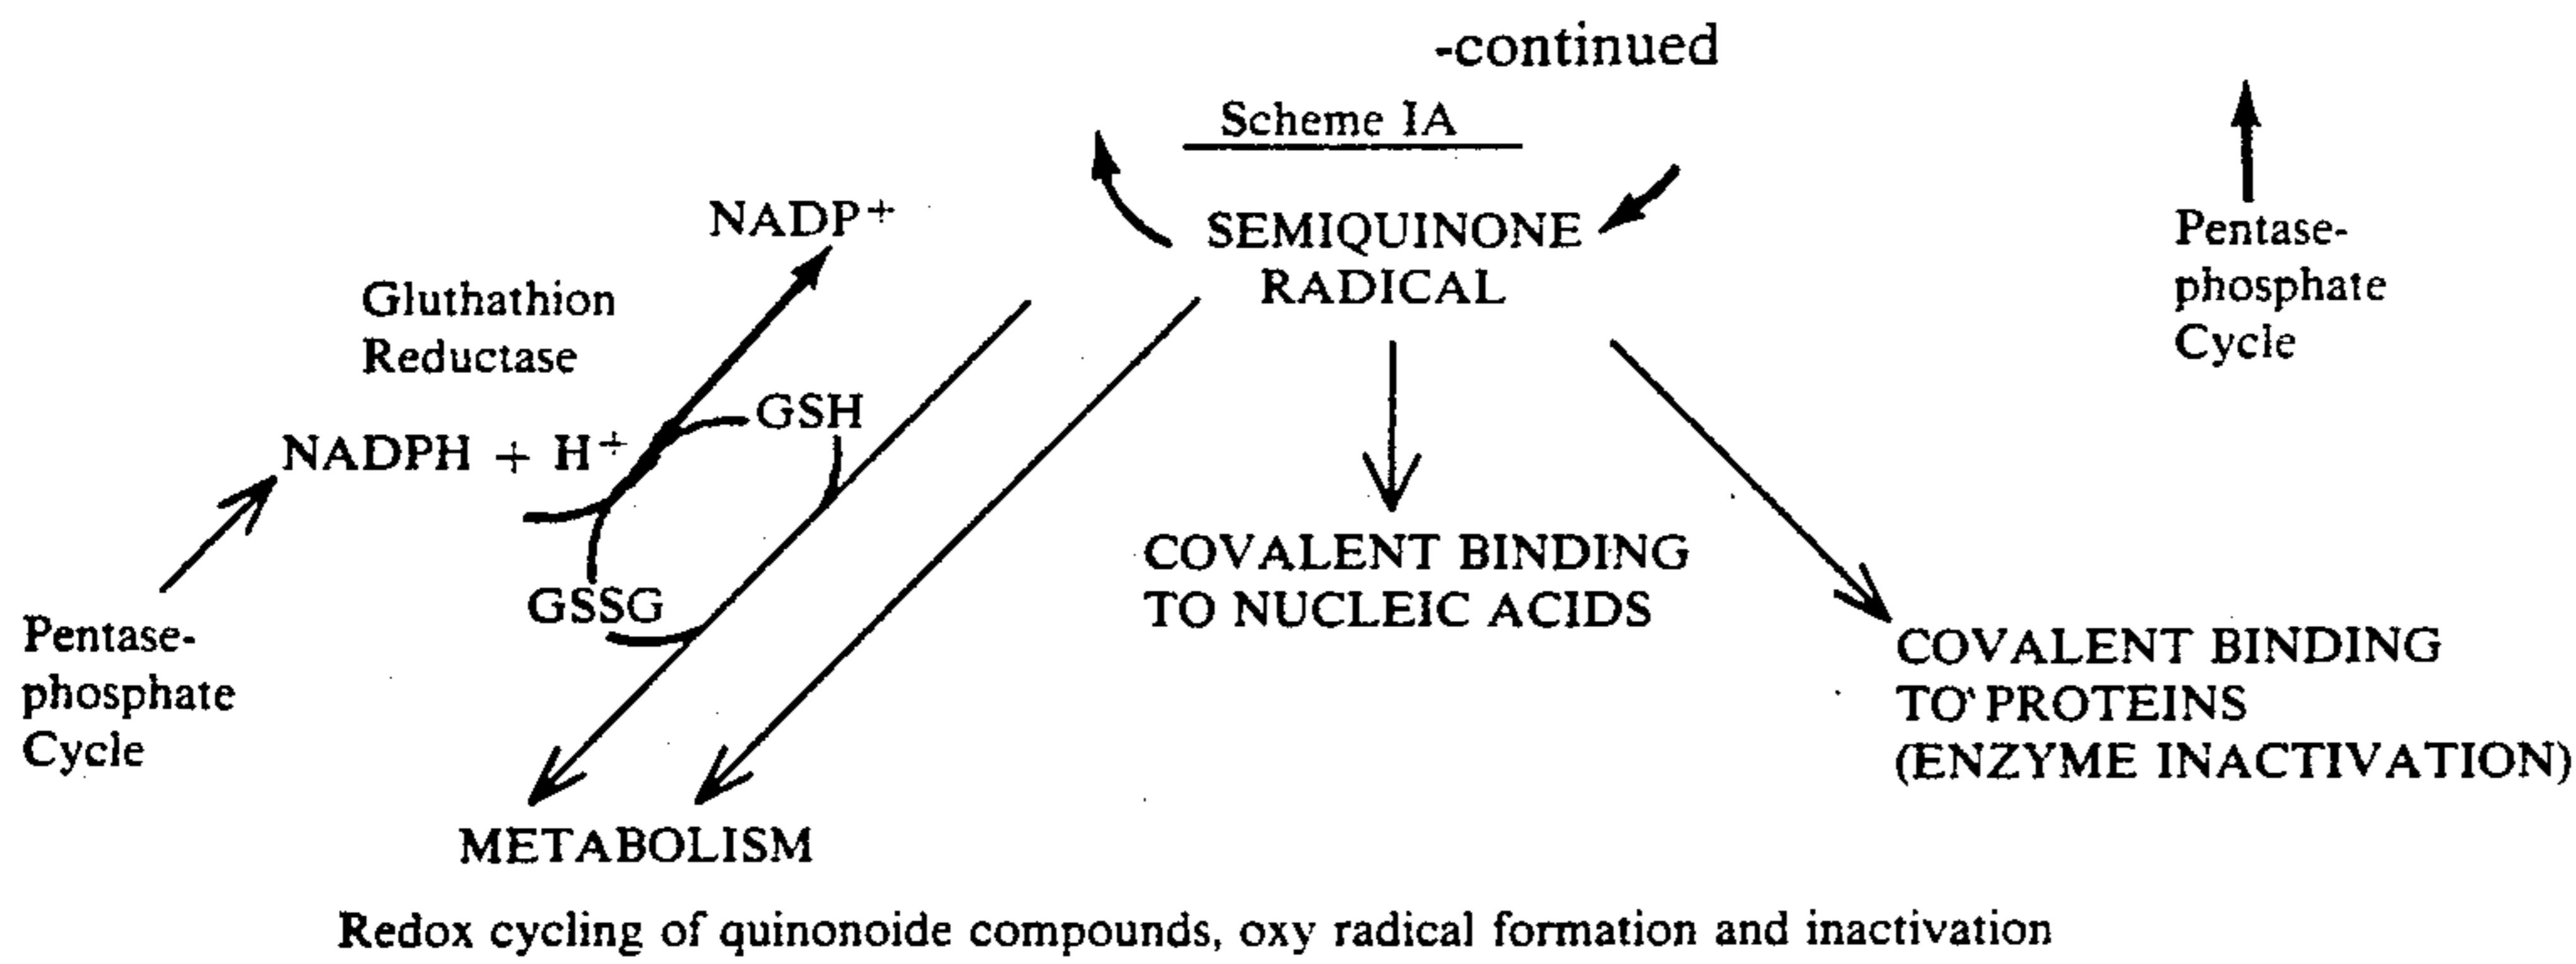 -continued
Scheme IA
NADP+
SEMIQUINONE
RADICAL
Pentase-
phosphate
Cycle
Gluthathion
Reductase
GSH
NADPH + H+
GSSG
COVALENT BINDING
TO NUCLEIC ACIDS
Pentase-
phosphate
Cycle
COVALENT BINDING
TO PROTEINS
(ENZYME INACTIVATION)
METABOLISM
Redox cycling of quinonoide compounds, oxy radical formation and inactivation